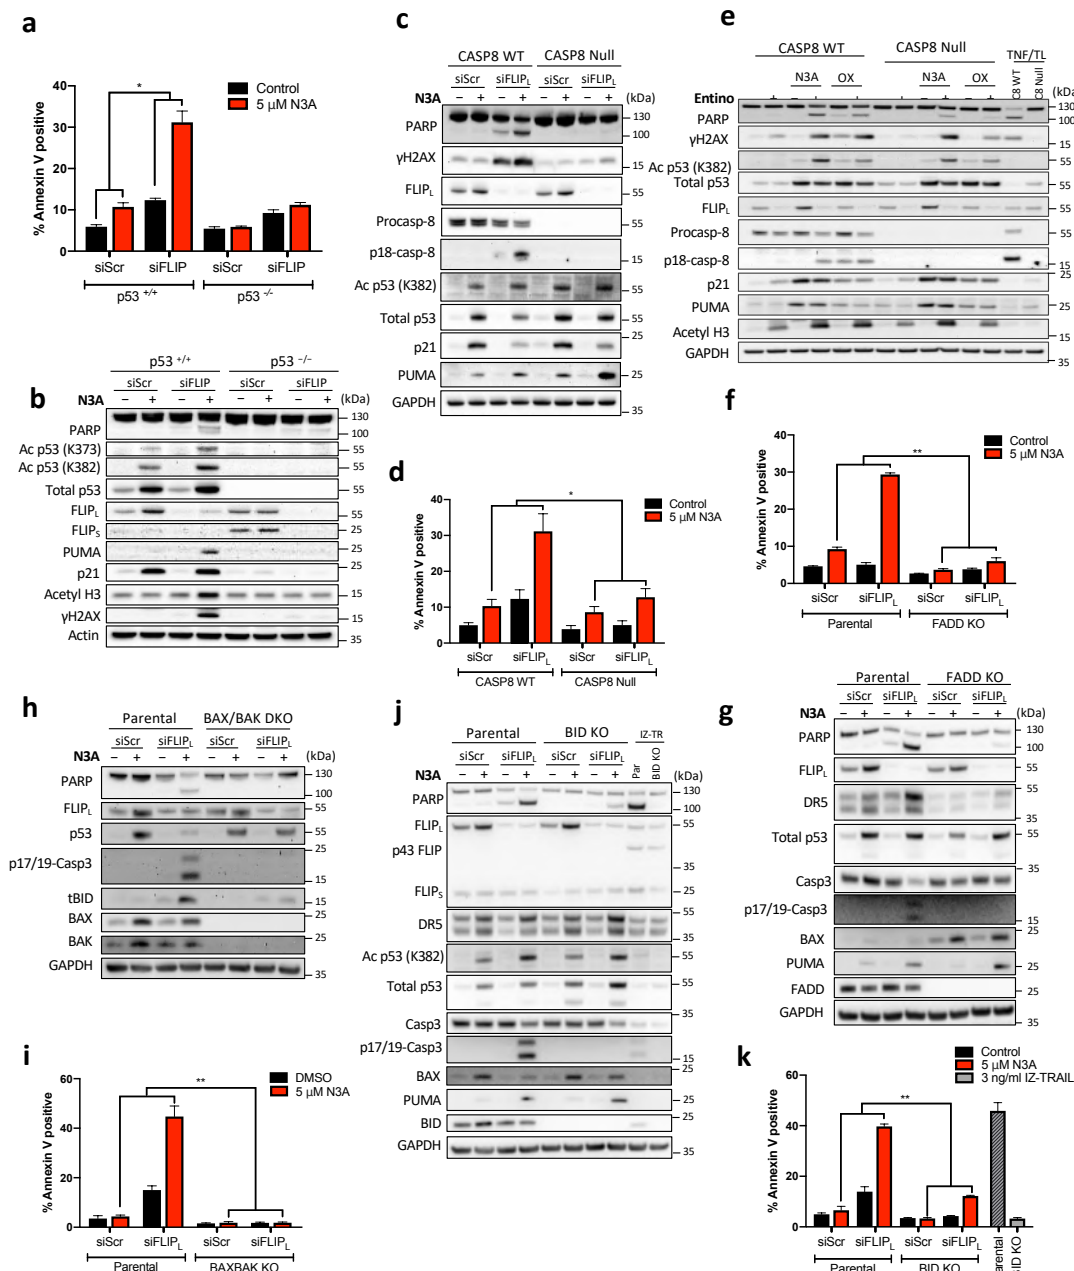 a
% Annexin V positive
40
30
20
10
0
Control
5 µM N3A
*
siScr siFLIP siScr siFLIP
p53 +/+ p53 -/-
b
p53 +/+ p53 –/–
siScr siFLIP siScr siFLIP
N3A – + – + – + – + (kDa)
PARP 130
100
Ac p53 (K373) 55
Ac p53 (K382) 55
Total p53 55
FLIPL 55
FLIPS 25
PUMA 25
p21
Acetyl H3 15
γH2AX 15
Actin 35
c
CASP8 WT CASP8 Null
siScr siFLIPL siScr siFLIPL
N3A – + – + – + – + (kDa)
PARP 130
100
γH2AX 15
FLIPL 55
Procasp-8 55
p18-casp-8 15
Ac p53 (K382) 55
Total p53 55
p21
PUMA 25
GAPDH 35
d
% Annexin V positive
40
30
20
10
0
Control
5 µM N3A
*
siScr siFLIPL siScr siFLIPL
CASP8 WT CASP8 Null
e
CASP8 WT CASP8 Null TNF/TL
N3A OX N3A OX C8 WT C8 Null
Entino (kDa)
PARP 130
100
γH2AX 15
Ac p53 (K382) 55
Total p53 55
FLIPL 55
Procasp-8 55
p18-casp-8 15
p21 25
PUMA 25
Acetyl H3 15
GAPDH 35
f
% Annexin V positive
40
30
20
10
0
Control
5 µM N3A
**
siScr siFLIPL siScr siFLIPL
Parental FADD KO
g
Parental FADD KO
siScr siFLIPL siScr siFLIPL
N3A – + – + – + – + (kDa)
PARP 130
100
FLIPL 55
DR5 55
35
Total p53 55
35
Casp3 35
p17/19-Casp3 25
15
BAX 25
PUMA 25
FADD 25
GAPDH 35
h
Parental BAX/BAK DKO
siScr siFLIPL siScr siFLIPL
N3A – + – + – + – + (kDa)
PARP 130
100
FLIPL 55
p53 55
p17/19-Casp3 25
15
tBID 15
BAX 25
BAK 25
GAPDH 35
i
% Annexin V positive
60
40
20
0
DMSO
5 µM N3A
**
siScr siFLIPL siScr siFLIPL
Parental BAXBAK KO
j
Parental BID KO IZ-TR
siScr siFLIPL siScr siFLIPL Par BID KO
N3A – + – + – + – + (kDa)
PARP 130
100
FLIPL 55
p43 FLIP
35
FLIPS 25
DR5 55
35
Ac p53 (K382) 55
Total p53 55
Casp3 35
p17/19-Casp3 25
15
BAX 25
PUMA 25
BID 25
GAPDH 35
k
% Annexin V positive
60
40
20
0
Control
5 µM N3A
3 ng/ml IZ-TRAIL
**
siScr siFLIPL siScr siFLIPL Parental BID KO
Parental BID KO